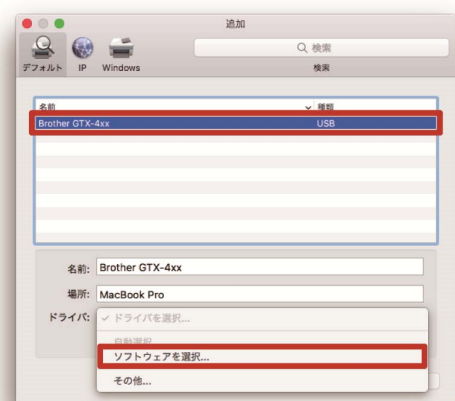 追加
検索
デフォルト IP Windows 検索
名前 種類
Brother GTX-4xx USB
名前: Brother GTX-4xx
場所: MacBook Pro
ドライバ: ✓ ドライバを選択...
自動選択
ソフトウェアを選択...
その他...